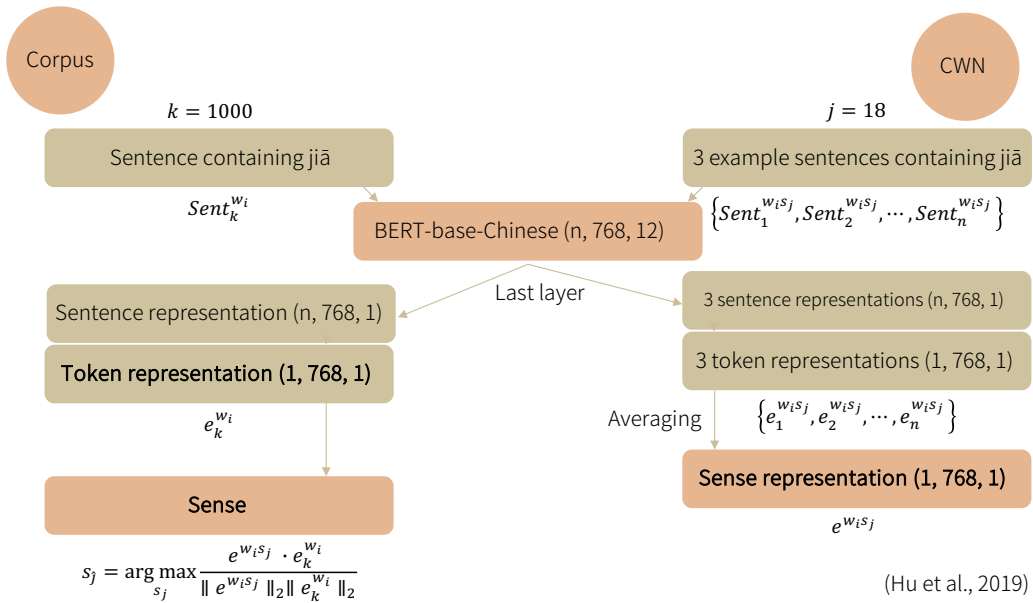 Corpus
CWN
k = 1000
j = 18
Sentence containing jiā
3 example sentences containing jiā
Sent_k^{w_i}
{Sent_1^{w_i s_j}, Sent_2^{w_i s_j}, ⋯, Sent_n^{w_i s_j}}
BERT-base-Chinese (n, 768, 12)
Last layer
Sentence representation (n, 768, 1)
3 sentence representations (n, 768, 1)
Token representation (1, 768, 1)
3 token representations (1, 768, 1)
e_k^{w_i}
Averaging
{e_1^{w_i s_j}, e_2^{w_i s_j}, ⋯, e_n^{w_i s_j}}
Sense
Sense representation (1, 768, 1)
e^{w_i s_j}
s_ĵ = arg max_{s_j} \frac{e^{w_i s_j} · e_k^{w_i}}{‖ e^{w_i s_j} ‖_2 ‖ e_k^{w_i} ‖_2}
(Hu et al., 2019)